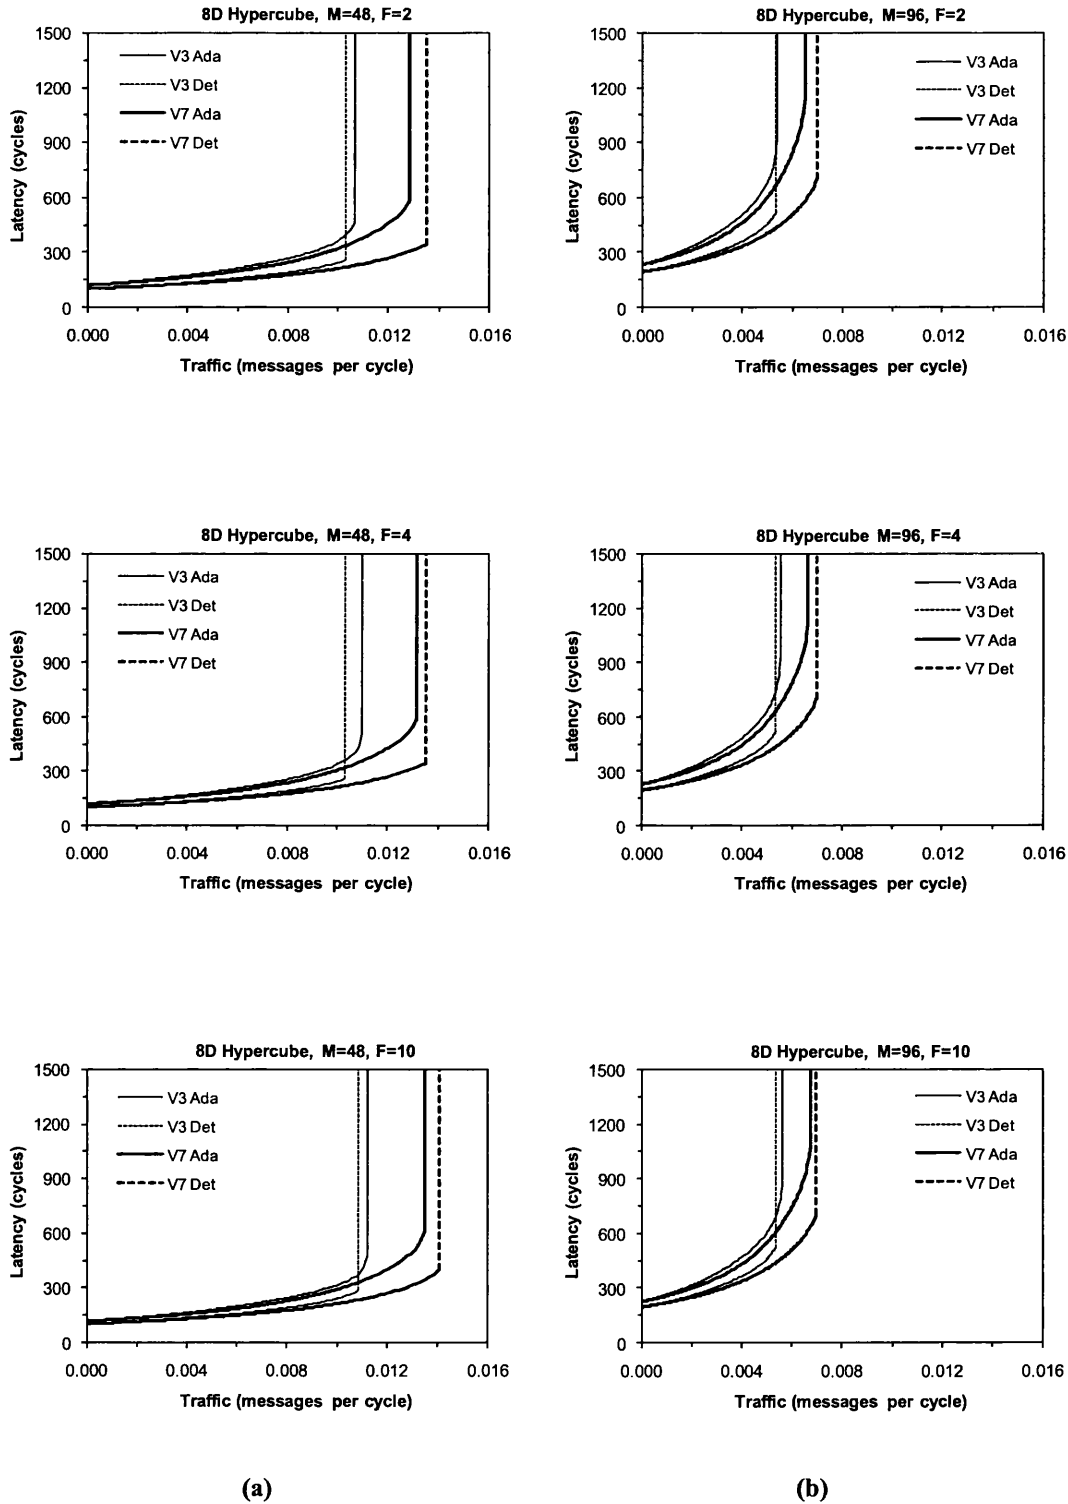 8D Hypercube, M=48, F=2
1500
1200
900
600
300
0
Latency (cycles)
V3 Ada
V3 Det
V7 Ada
V7 Det
0.000 0.004 0.008 0.012 0.016
Traffic (messages per cycle)
8D Hypercube, M=96, F=2
1500
1200
900
600
300
0
Latency (cycles)
V3 Ada
V3 Det
V7 Ada
V7 Det
0.000 0.004 0.008 0.012 0.016
Traffic (messages per cycle)
8D Hypercube, M=48, F=4
1500
1200
900
600
300
0
Latency (cycles)
V3 Ada
V3 Det
V7 Ada
V7 Det
0.000 0.004 0.008 0.012 0.016
Traffic (messages per cycle)
8D Hypercube M=96, F=4
1500
1200
900
600
300
0
Latency (cycles)
V3 Ada
V3 Det
V7 Ada
V7 Det
0.000 0.004 0.008 0.012 0.016
Traffic (messages per cycle)
8D Hypercube, M=48, F=10
1500
1200
900
600
300
0
Latency (cycles)
V3 Ada
V3 Det
V7 Ada
V7 Det
0.000 0.004 0.008 0.012 0.016
Traffic (messages per cycle)
8D Hypercube, M=96, F=10
1500
1200
900
600
300
0
Latency (cycles)
V3 Ada
V3 Det
V7 Ada
V7 Det
0.000 0.004 0.008 0.012 0.016
Traffic (messages per cycle)
(a)
(b)